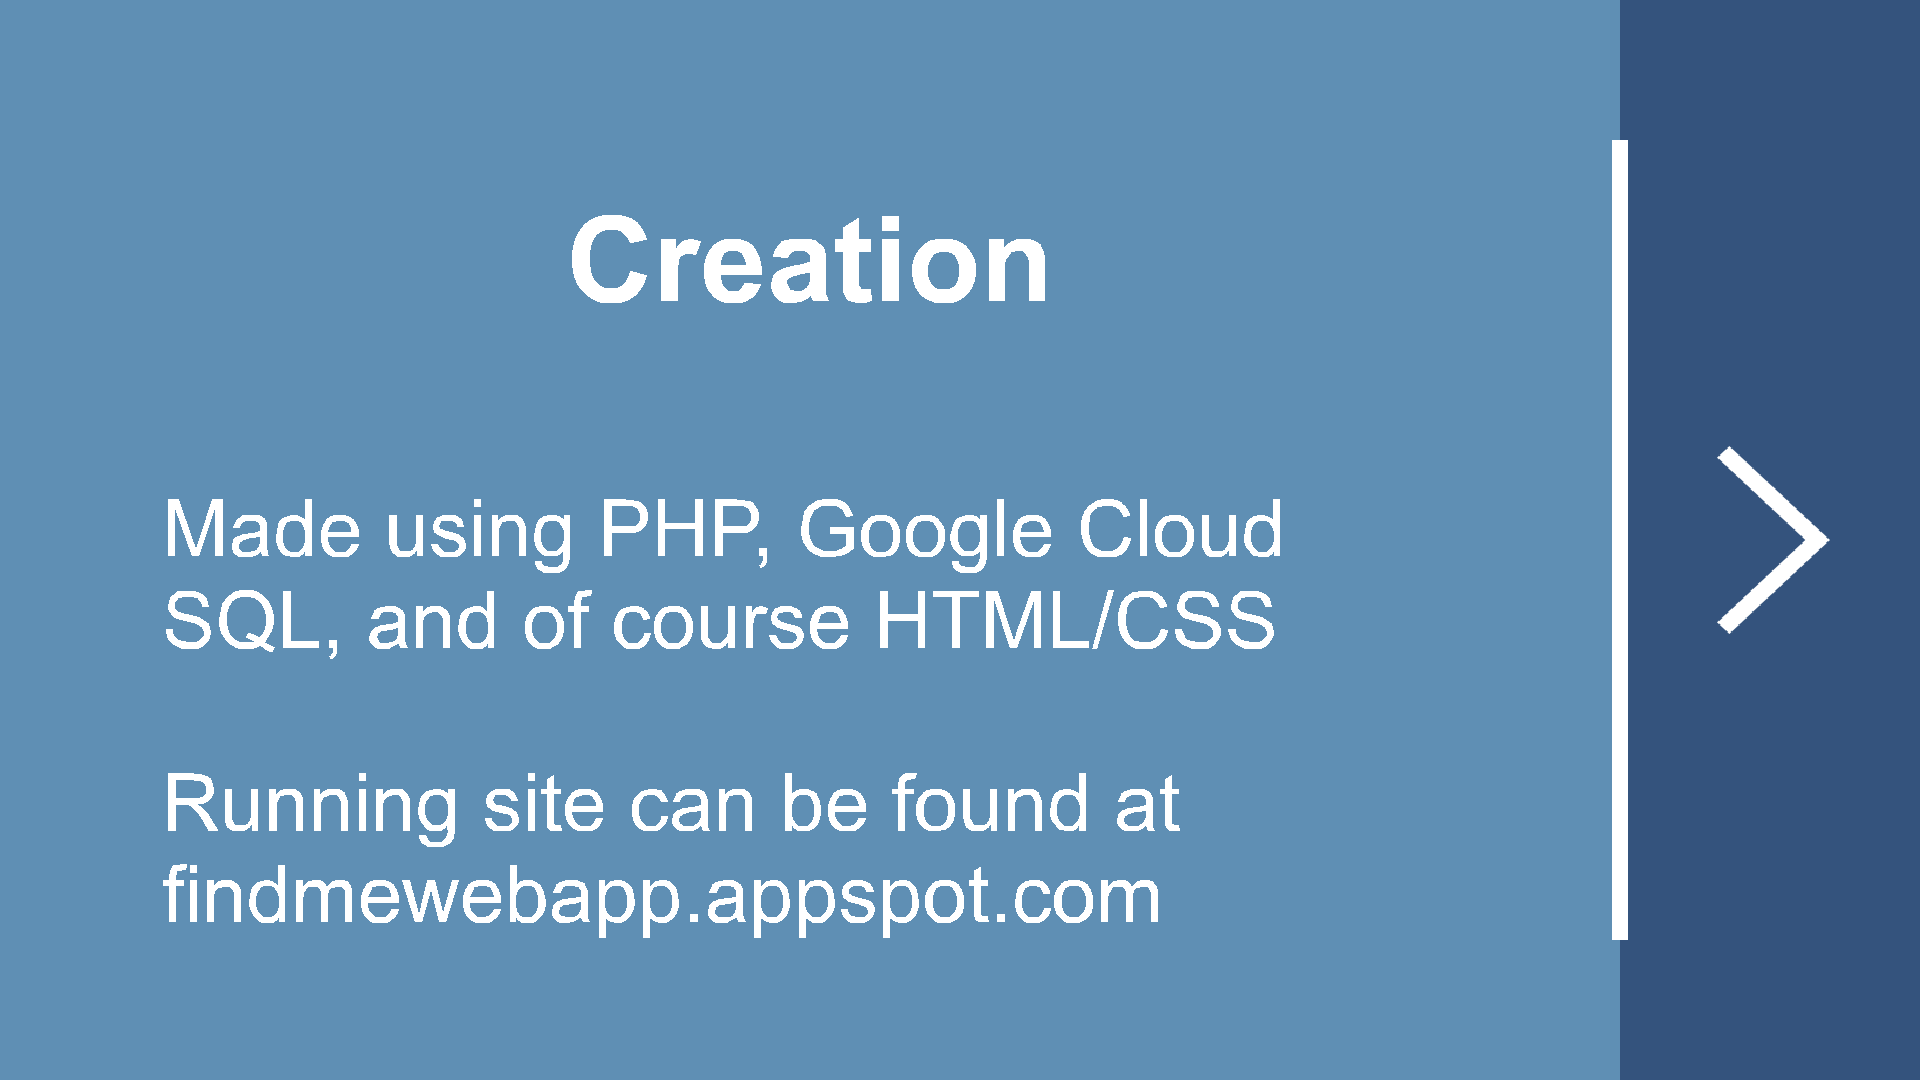 Creation
Made using PHP, Google Cloud
SQL, and of course HTML/CSS
Running site can be found at
findmewebapp.appspot.com